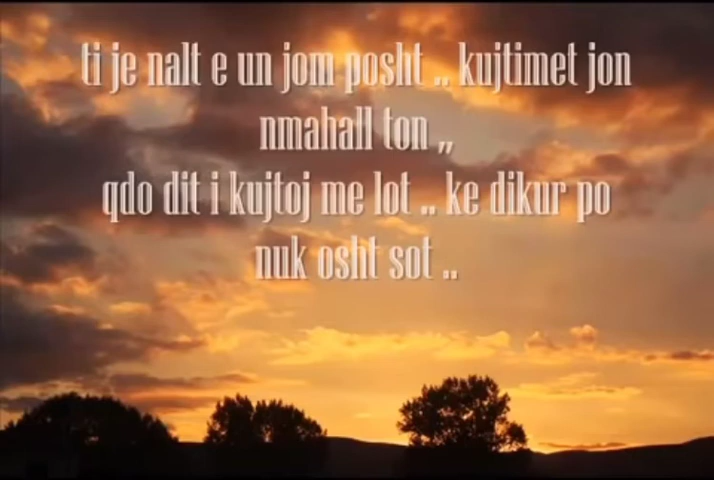 ti je nalt e un jom posht .. kujtimet jon
nmahall ton ,,
qdo dit i kujtoj me lot .. ke dikur po
nuk osht sot ..